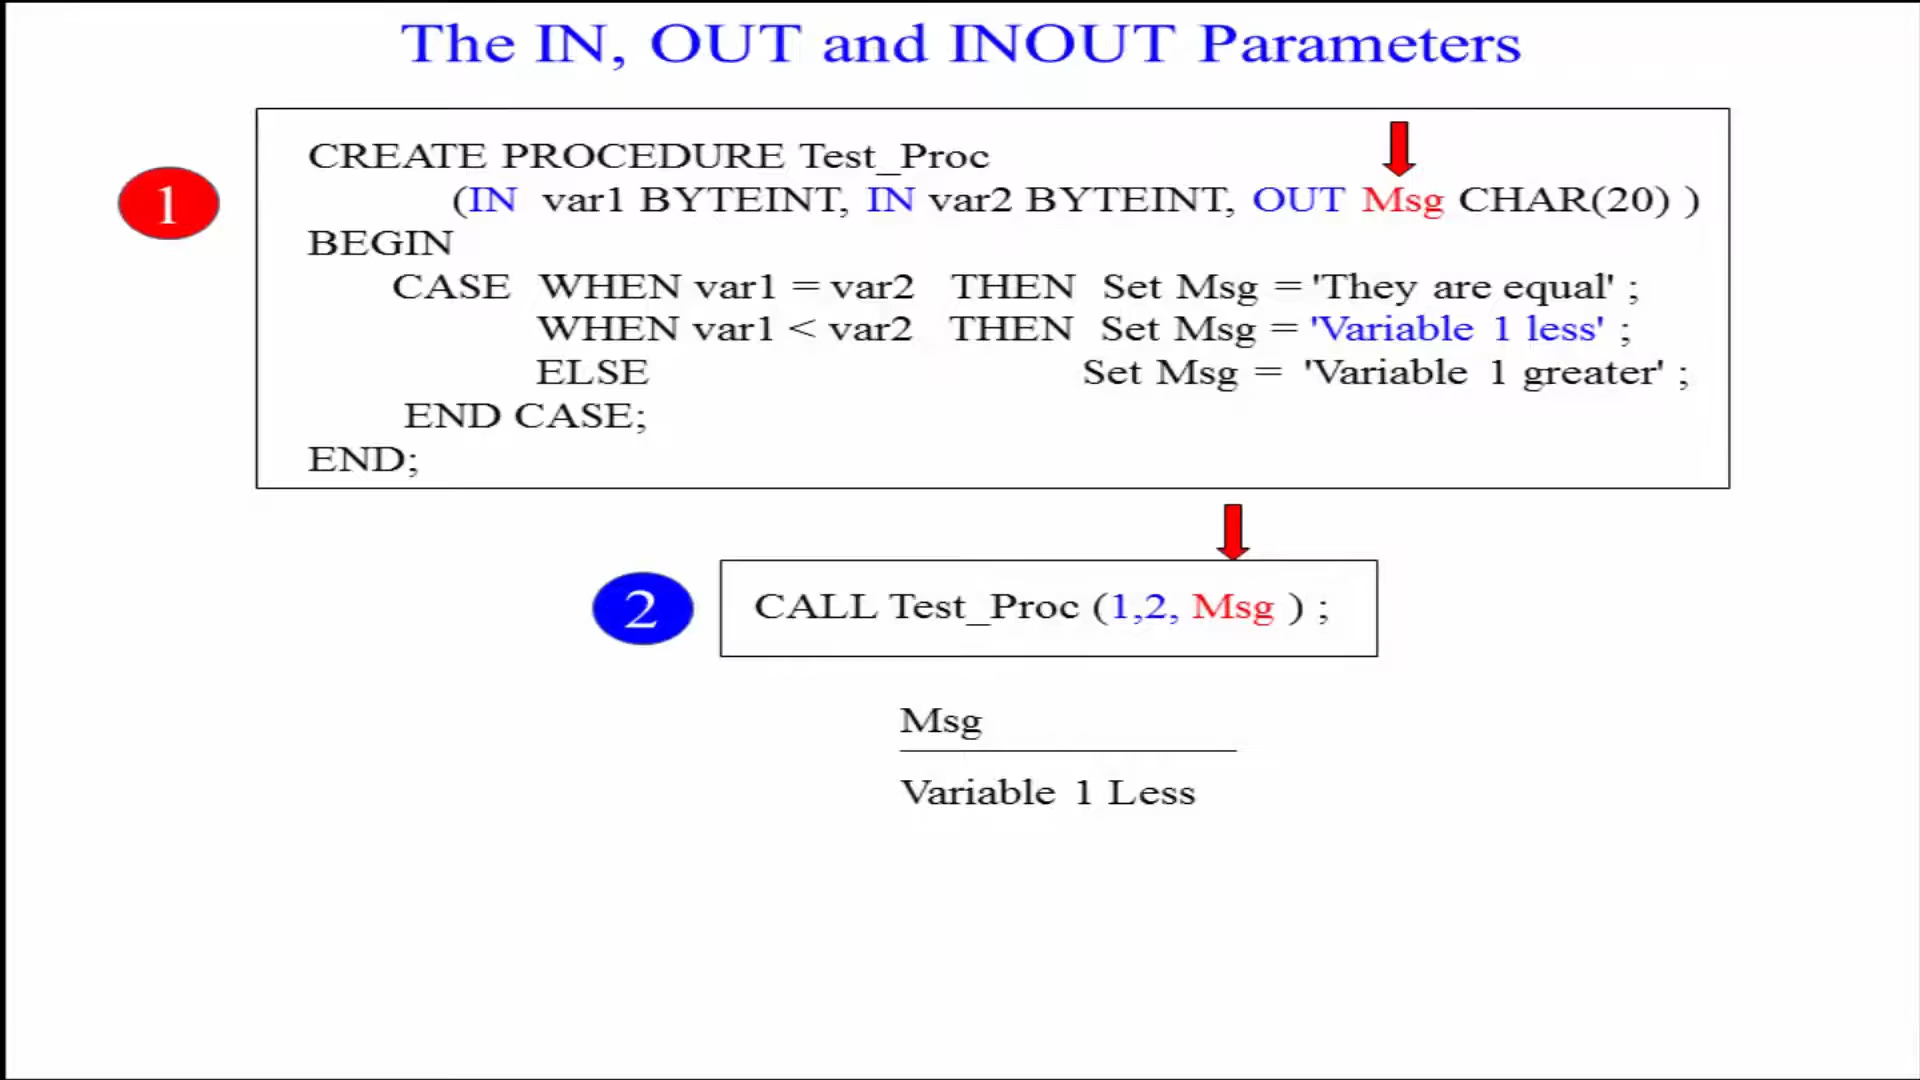 The IN, OUT and INOUT Parameters
1
CREATE PROCEDURE Test_Proc
(IN var1 BYTEINT, IN var2 BYTEINT, OUT Msg CHAR(20) )
BEGIN
CASE WHEN var1 = var2 THEN Set Msg = 'They are equal' ;
WHEN var1 < var2 THEN Set Msg = 'Variable 1 less' ;
ELSE Set Msg = 'Variable 1 greater' ;
END CASE;
END;
2
CALL Test_Proc (1,2, Msg ) ;
Msg
Variable 1 Less